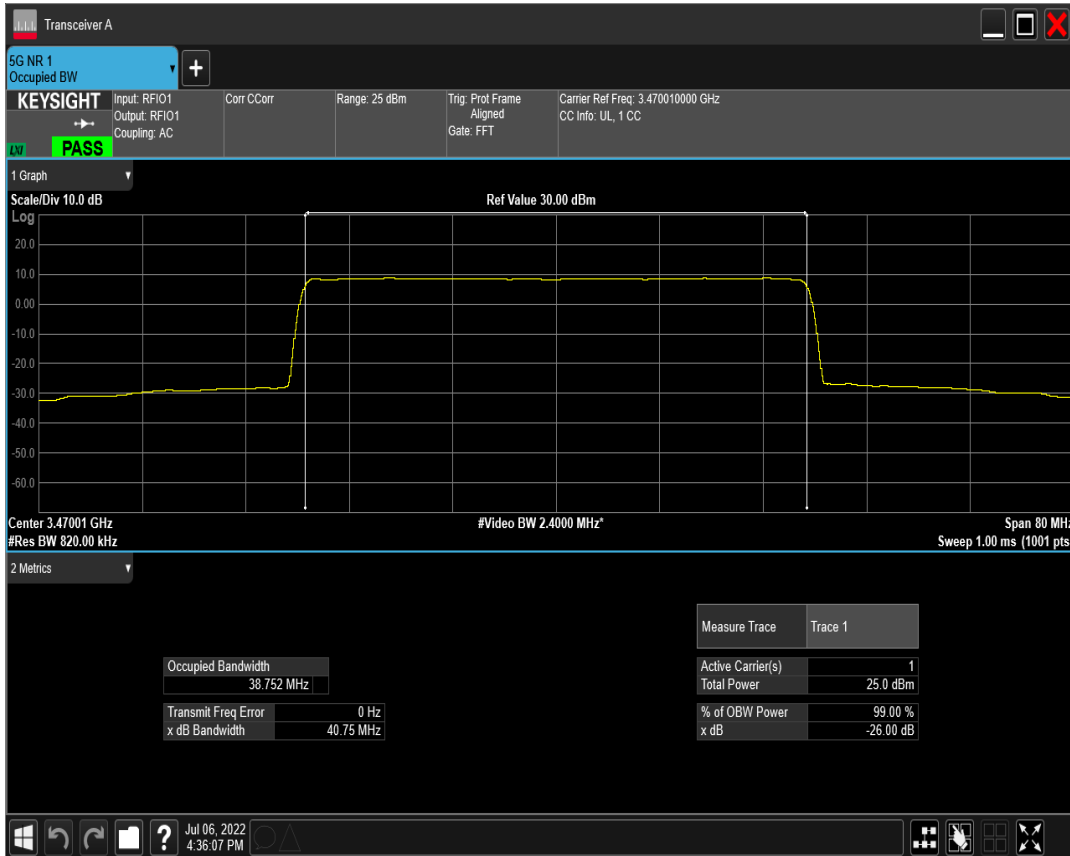 Transceiver A
5G NR 1
Occupied BW
+
KEYSIGHT
LXI
PASS
Input: RFIO1
Output: RFIO1
Coupling: AC
Corr CCorr
Range: 25 dBm
Trig: Prot Frame
Aligned
Gate: FFT
Carrier Ref Freq: 3.470010000 GHz
CC Info: UL, 1 CC
1 Graph
Scale/Div 10.0 dB
Ref Value 30.00 dBm
Log
20.0
10.0
0.00
-10.0
-20.0
-30.0
-40.0
-50.0
-60.0
Center 3.47001 GHz
#Video BW 2.4000 MHz*
Span 80 MHz
#Res BW 820.00 kHz
Sweep 1.00 ms (1001 pts
2 Metrics
Measure Trace Trace 1
Occupied Bandwidth
38.752 MHz
Active Carrier(s) 1
Total Power 25.0 dBm
Transmit Freq Error 0 Hz
x dB Bandwidth 40.75 MHz
% of OBW Power 99.00 %
x dB -26.00 dB
?
Jul 06, 2022
4:36:07 PM